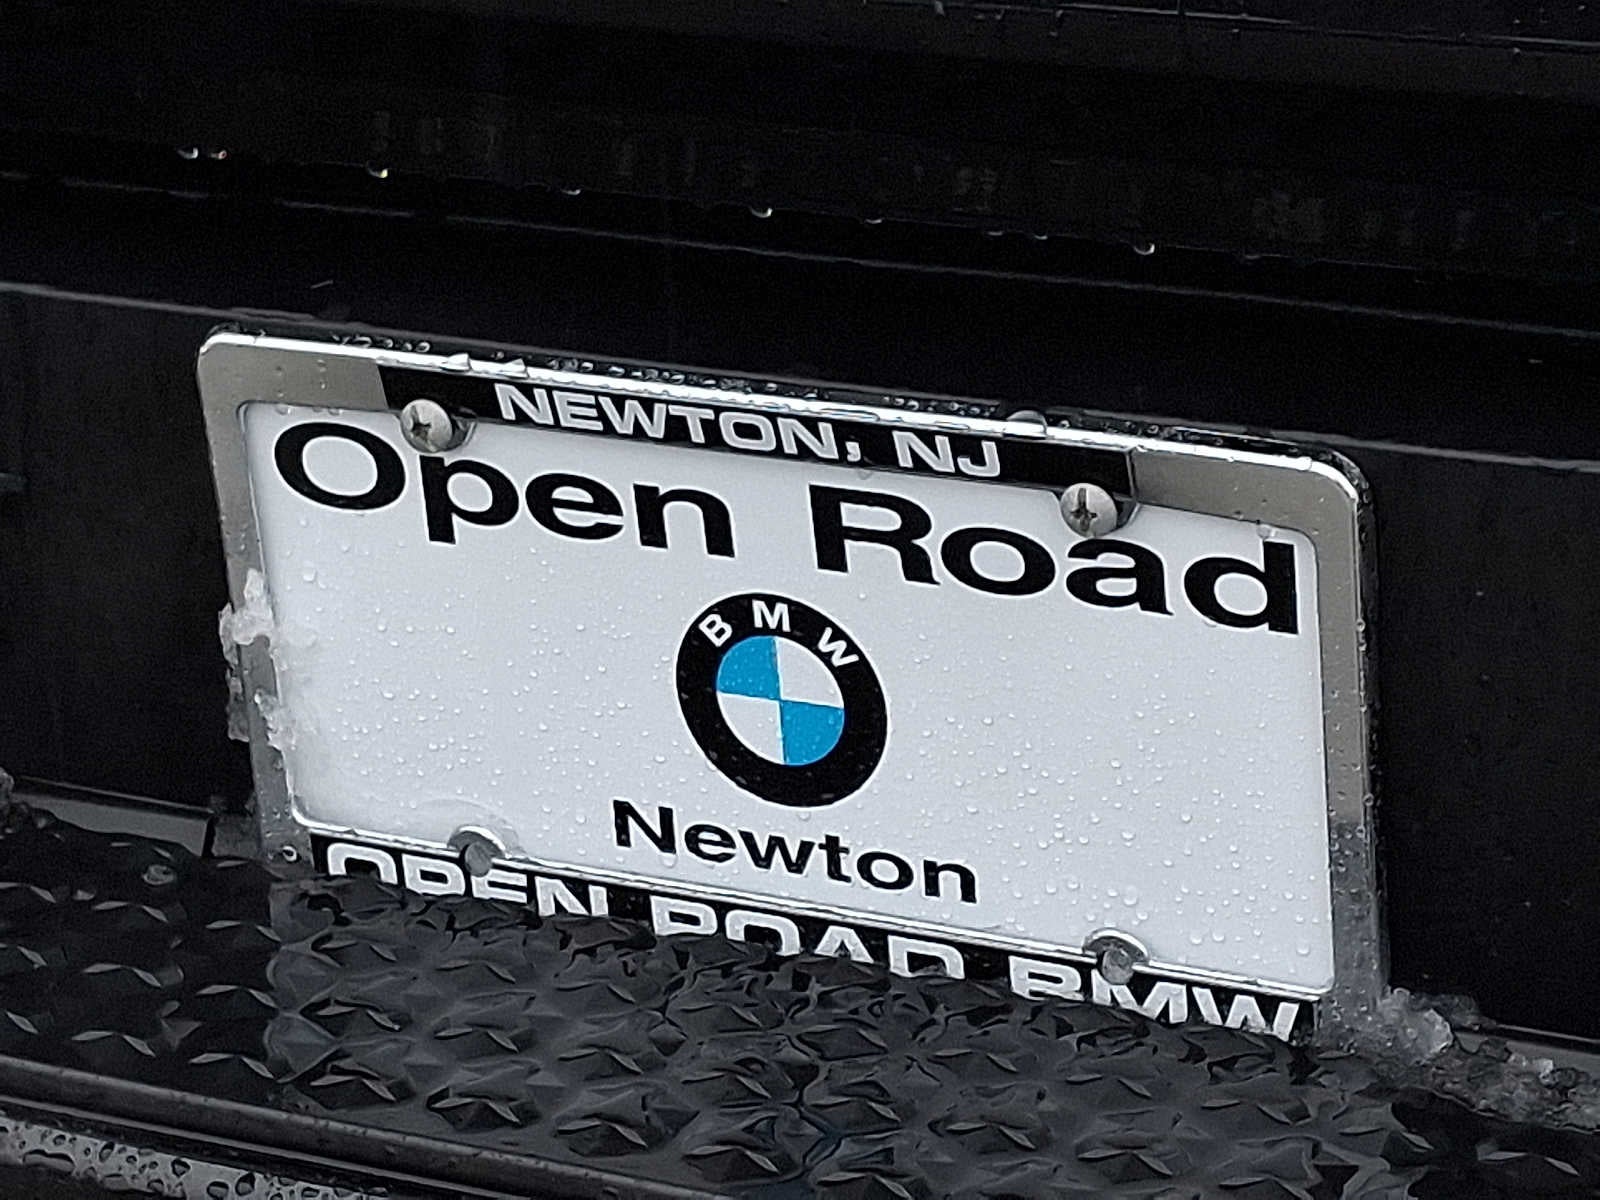 NEWTON, NJ
Open Road
BMW
Newton
OPEN ROAD BMW